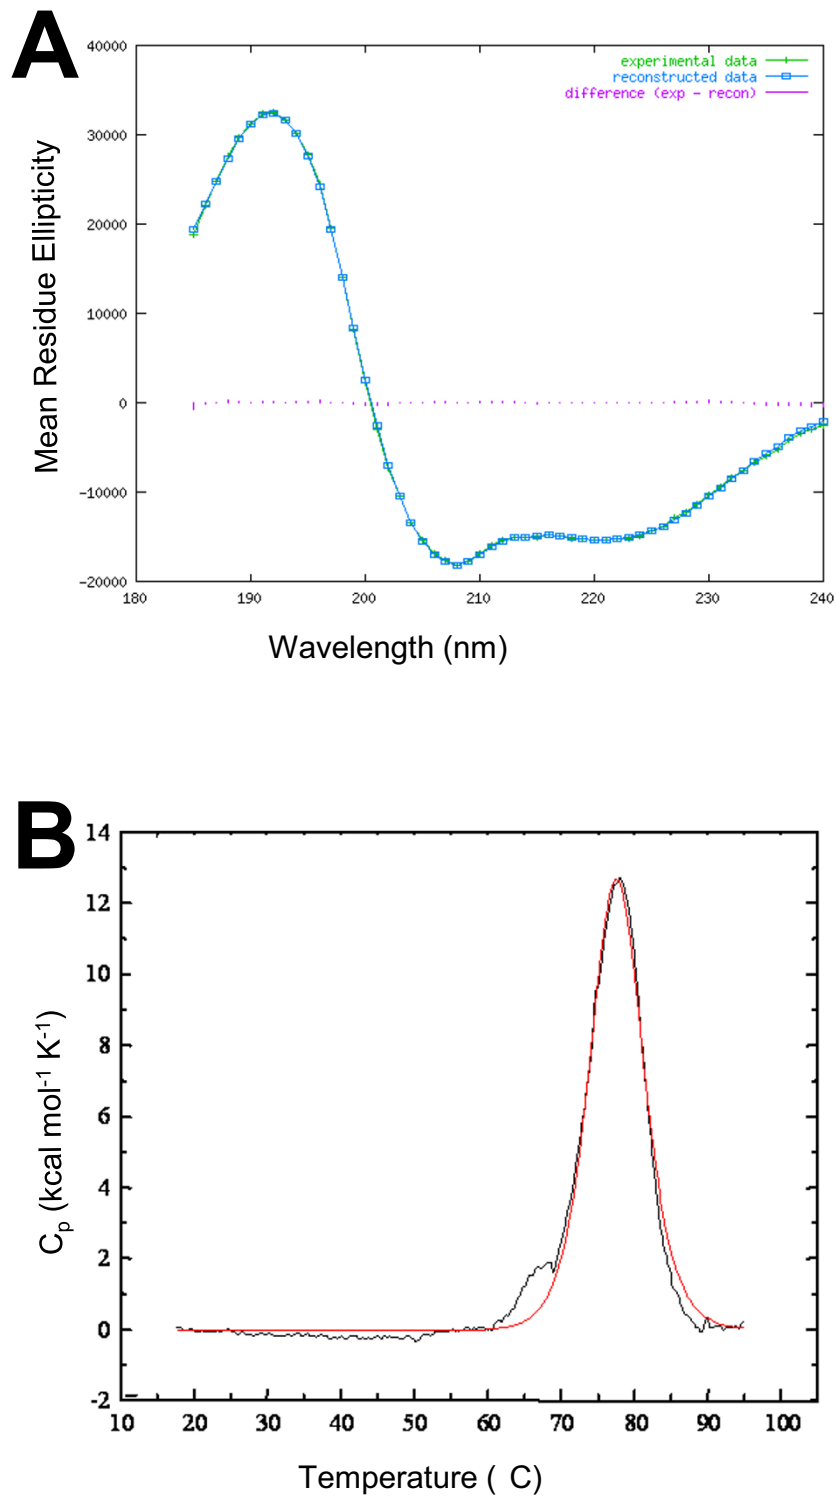 A
40000
30000
20000
10000
0
−10000
−20000
experimental data
reconstructed data
difference (exp - recon)
Mean Residue Ellipticity
180 190 200 210 220 230 240
Wavelength (nm)
B
14
12
10
8
6
4
2
0
-2
Cp (kcal mol-1 K-1)
10 20 30 40 50 60 70 80 90 100
Temperature ( C)